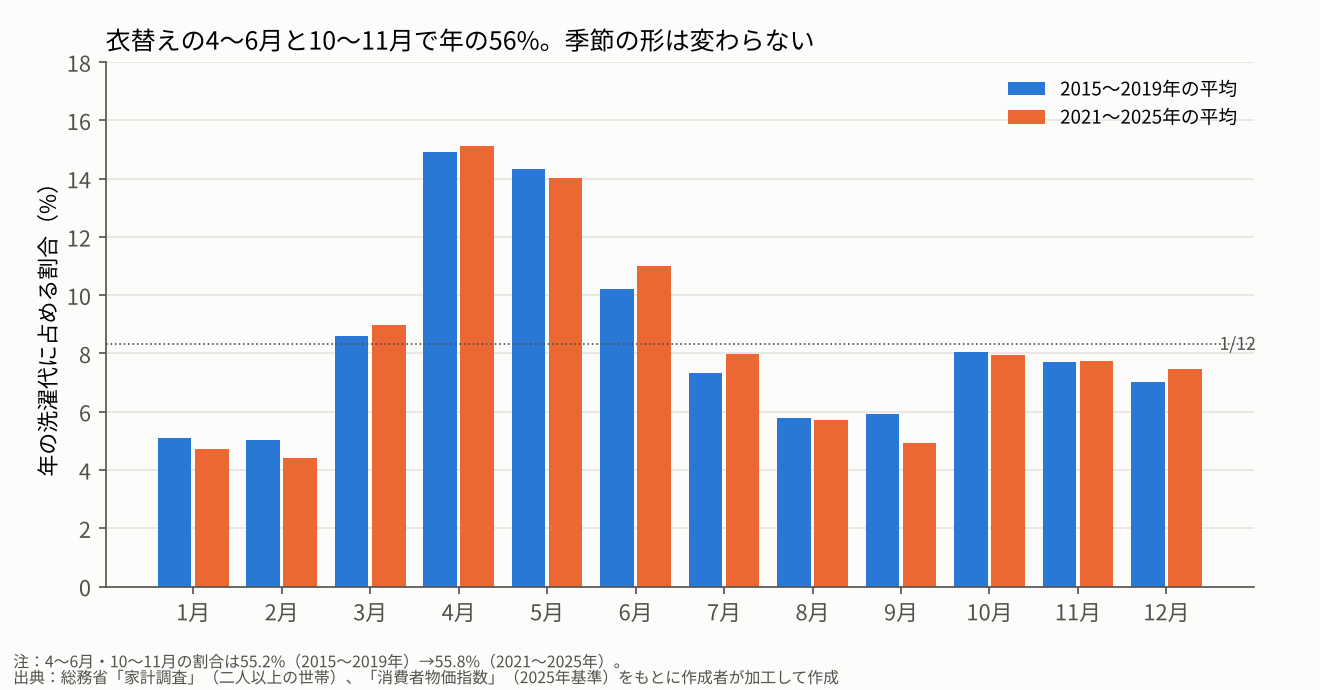 衣替えの4～6月と10～11月で年の56%。季節の形は変わらない
年の洗濯代に占める割合（%）
18
16
14
12
10
8
6
4
2
0
2015～2019年の平均
2021～2025年の平均
1/12
1月 2月 3月 4月 5月 6月 7月 8月 9月 10月 11月 12月
注：4～6月・10～11月の割合は55.2%（2015～2019年）→55.8%（2021～2025年）。
出典：総務省「家計調査」（二人以上の世帯）、「消費者物価指数」（2025年基準）をもとに作成者が加工して作成